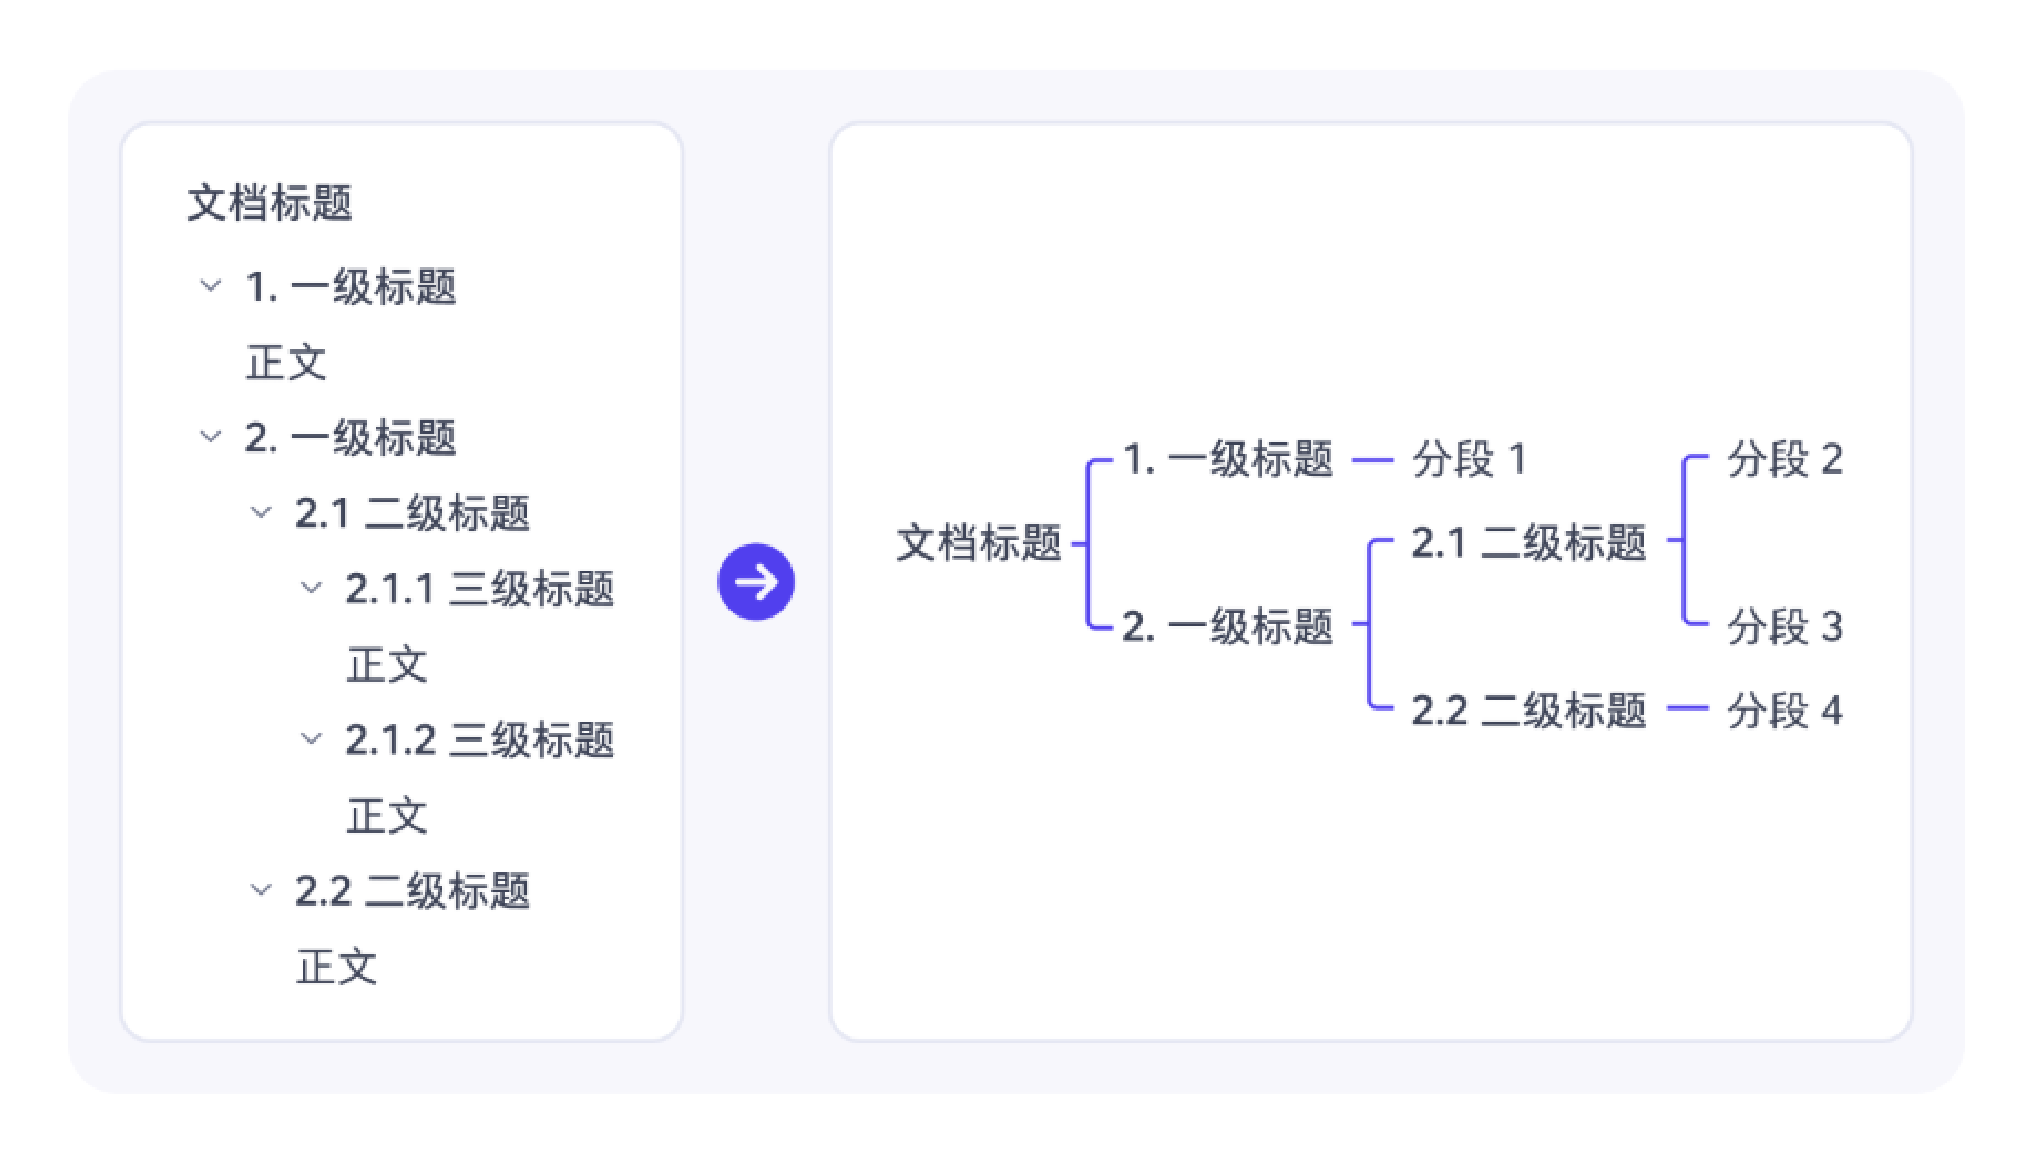 文档标题
1. 一级标题
正文
2. 一级标题
2.1 二级标题
2.1.1 三级标题
正文
2.1.2 三级标题
正文
2.2 二级标题
正文
文档标题
1. 一级标题
分段 1
2. 一级标题
2.1 二级标题
分段 2
分段 3
2.2 二级标题
分段 4